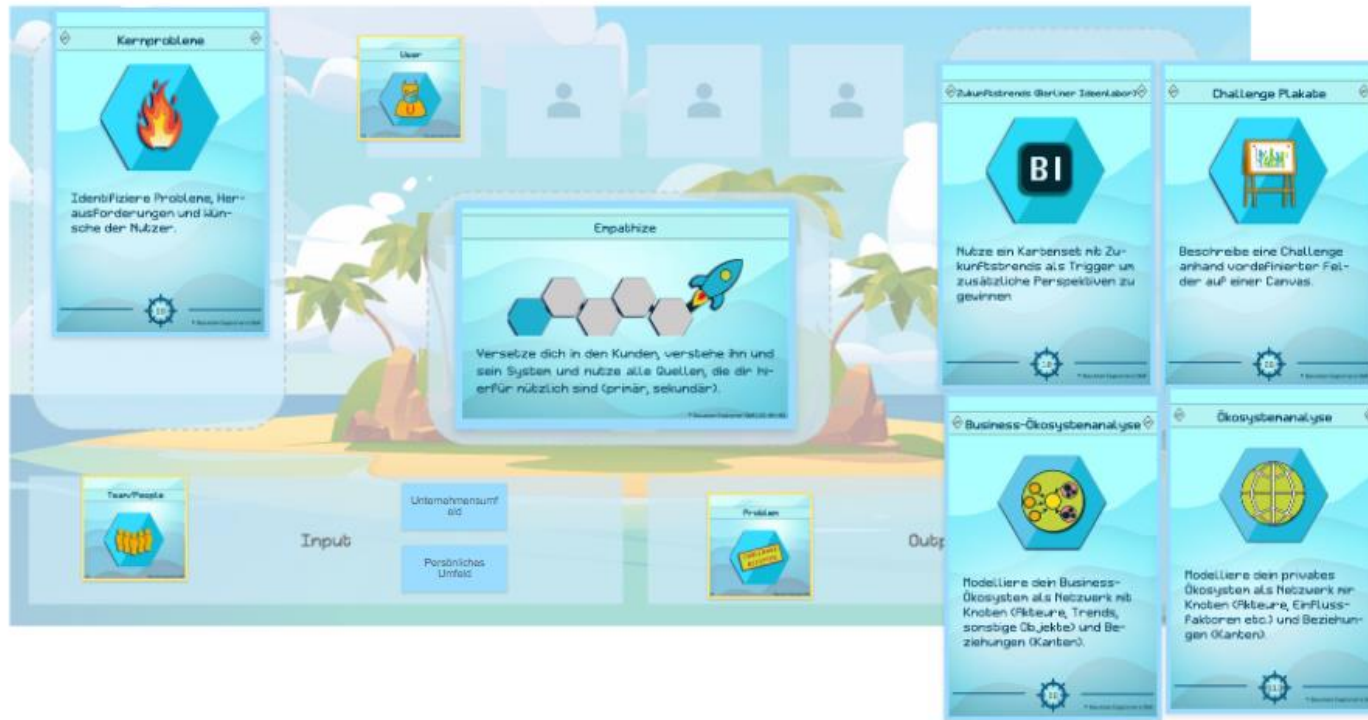 Kernprobleme
Identifiziere Probleme, Her-
ausforderungen und Wün-
sche der Nutzer.
User
Empathize
Versetze dich in den Kunden, verstehe ihn und
sein System und nutze alle Quellen, die dir hi-
erfür nützlich sind (primär, sekundär).
Zukunftstrends (Berliner IdeenLabor)
BI
Nutze ein Kartenset mit Zu-
kunftstrends als Trigger um
zusätzliche Perspektiven zu
gewinnen
Challenge Plakate
Beschreibe eine Challenge
anhand vordefinierter Fel-
der auf einer Canvas.
Team/People
Input
Unternehmensumf
eld
Persönliches
Umfeld
Problem
CHALLENGE
ACCEPTED
Outp
Business-Ökosystemanalyse
Modelliere dein Business-
Ökosystem als Netzwerk mit
Knoten (Akteure, Trends,
sonstige Objekte) und Be-
ziehungen (Kanten).
Ökosystemanalyse
Modelliere dein privates
Ökosystem als Netzwerk mir
Knoten (Akteure, Einfluss-
faktoren etc.) und Beziehun-
gen (Kanten).